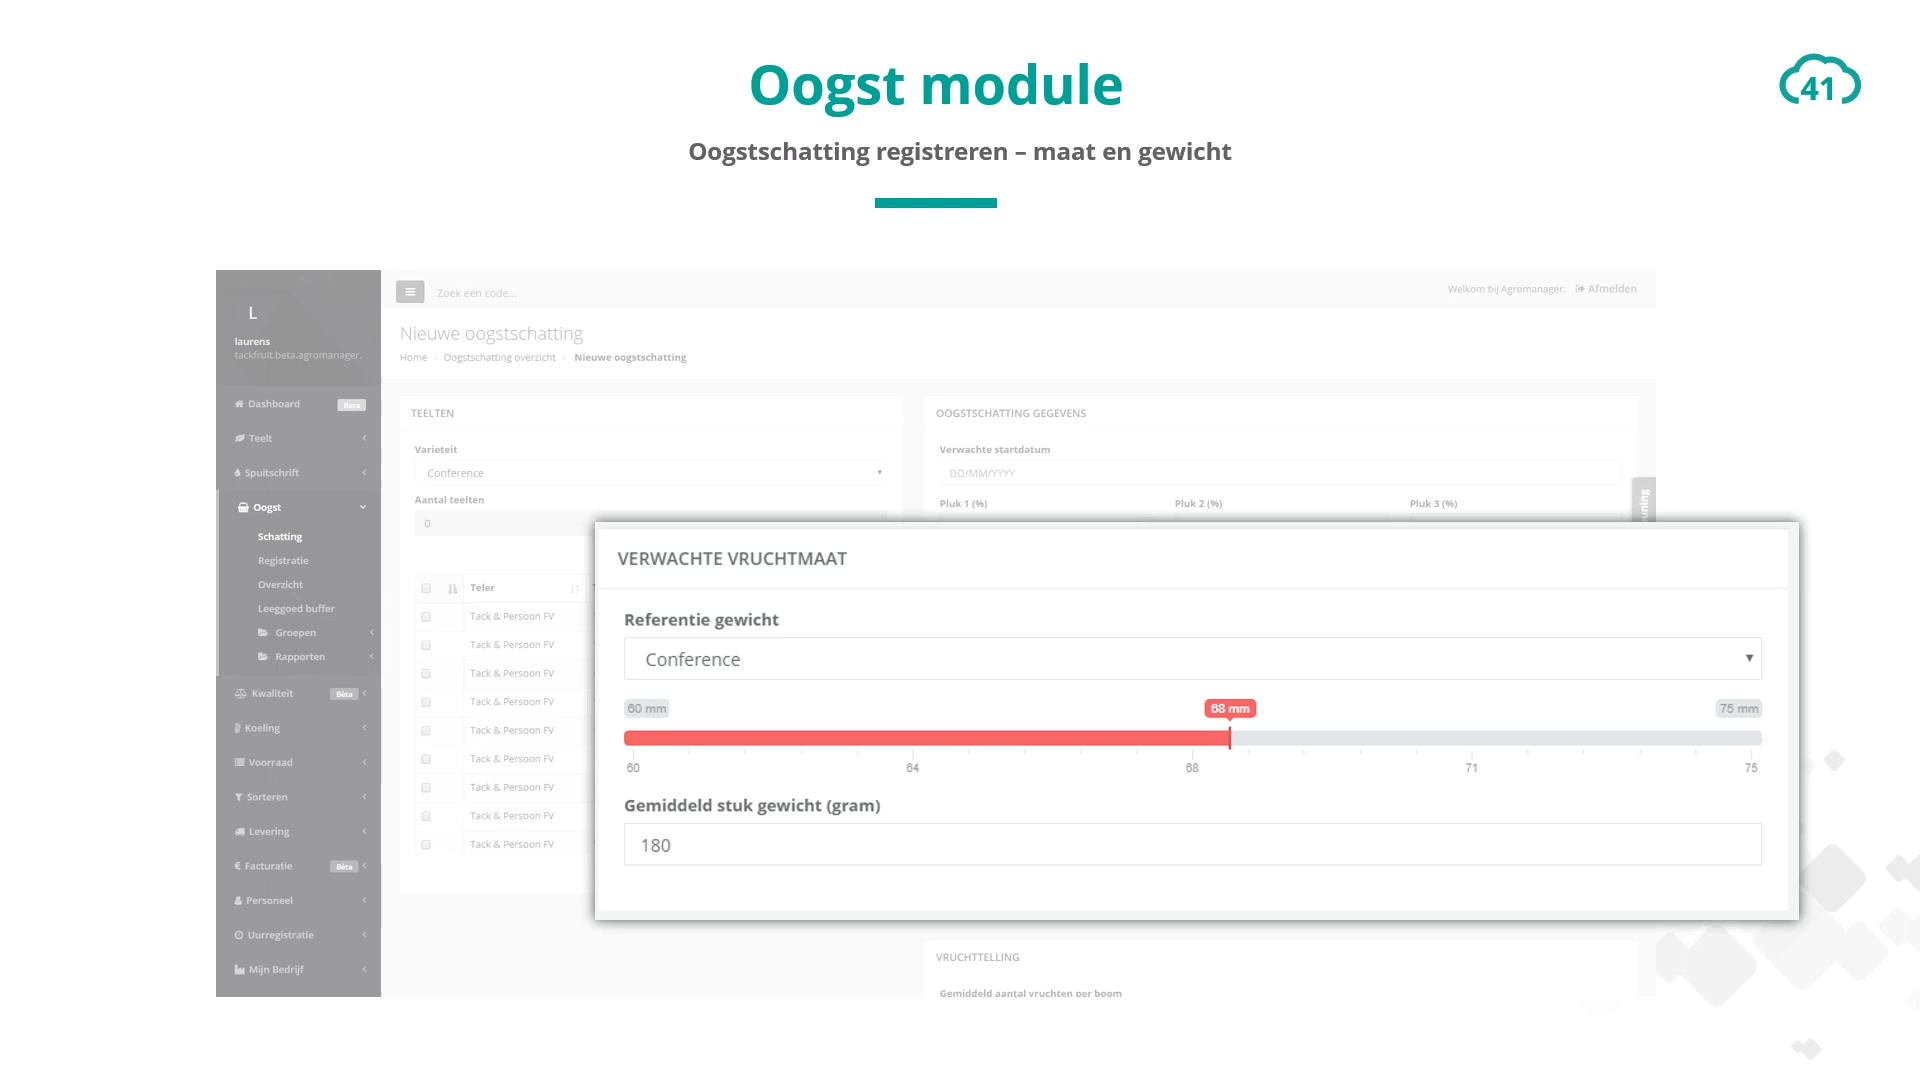 Oogst module
41
Oogstschatting registreren – maat en gewicht
L
laurens
tackfruit.beta.agromanager.
Dashboard Beta
Teelt
Spuitschrift
Oogst
Schatting
Registratie
Overzicht
Leeggoed buffer
Groepen
Rapporten
Kwaliteit Bèta
Koeling
Voorraad
Sorteren
Levering
€ Facturatie Bèta
Personeel
Uurregistratie
Mijn Bedrijf
Zoek een code...
Welkom bij Agromanager. Afmelden
Nieuwe oogstschatting
Home / Oogstschatting overzicht / Nieuwe oogstschatting
TEELTEN
Varieteit
Conference
Aantal teelten
0
Teler
Tack & Persoon FV
Tack & Persoon FV
Tack & Persoon FV
Tack & Persoon FV
Tack & Persoon FV
Tack & Persoon FV
Tack & Persoon FV
Tack & Persoon FV
Tack & Persoon FV
OOGSTSCHATTING GEGEVENS
Verwachte startdatum
DD/MM/YYYY
Pluk 1 (%) Pluk 2 (%) Pluk 3 (%)
VERWACHTE VRUCHTMAAT
Referentie gewicht
Conference
60 mm 68 mm 75 mm
60 64 68 71 75
Gemiddeld stuk gewicht (gram)
180
VRUCHTTELLING
Gemiddeld aantal vruchten per boom